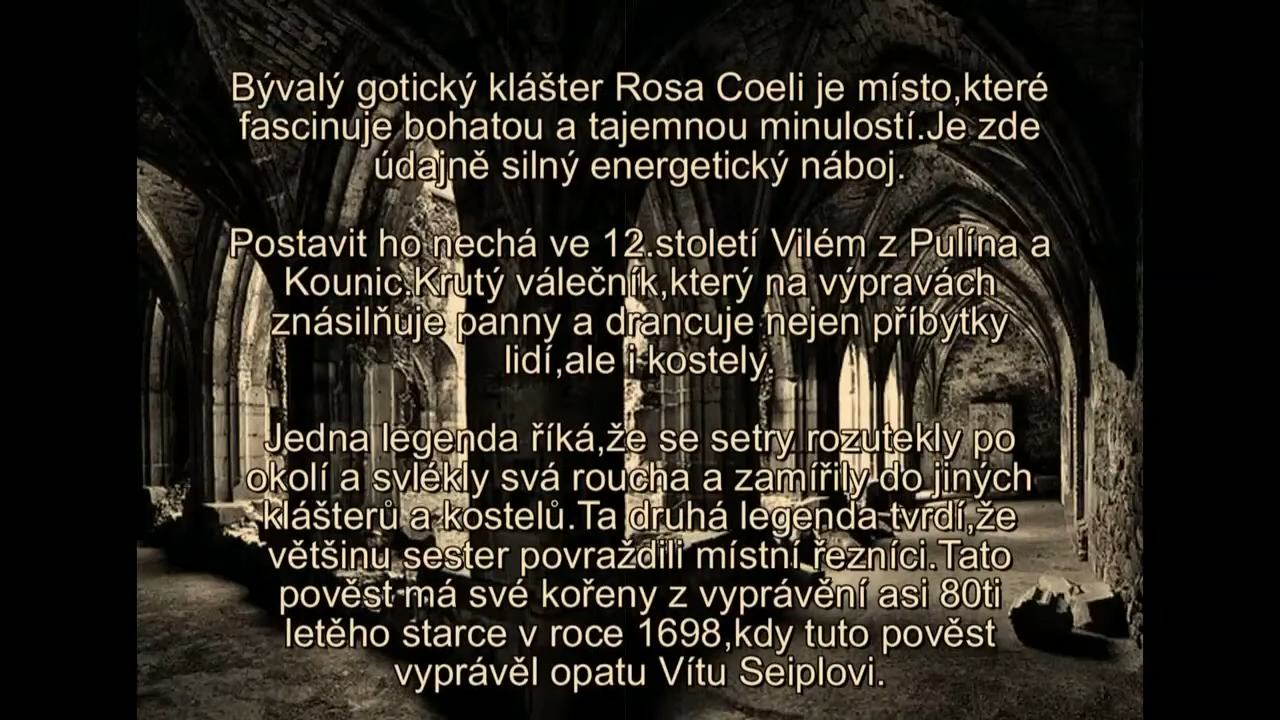 Bývalý gotický klášter Rosa Coeli je místo,které
fascinuje bohatou a tajemnou minulostí.Je zde
údajně silný energetický náboj.
Postavit ho nechá ve 12.století Vilém z Pulína a
Kounic.Krutý válečník,který na výpravách
znásilňuje panny a drancuje nejen příbytky
lidí,ale i kostely.
Jedna legenda říká,že se setry rozutekly po
okolí a svlékly svá roucha a zamířily do jiných
klášterů a kostelů.Ta druhá legenda tvrdí,že
většinu sester povraždili místní řezníci.Tato
pověst má své kořeny z vyprávění asi 80ti
letěho starce v roce 1698,kdy tuto pověst
vyprávěl opatu Vítu Seiplovi.